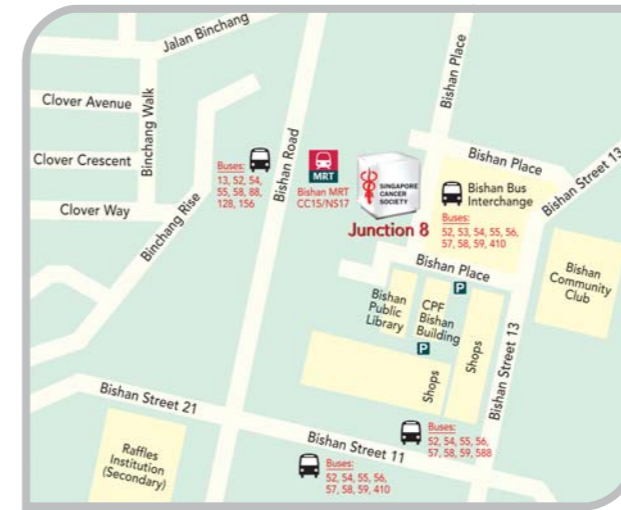 Jalan Binchang
Clover Avenue
Binchang Walk
Clover Crescent
Clover Way
Binchang Rise
Buses:
13, 52, 54,
55, 58, 88,
128, 156
Bishan Road
MRT
Bishan MRT
CC15/NS17
SINGAPORE
CANCER
SOCIETY
Junction 8
Bishan Place
Bishan Place
Bishan Street 13
Bishan Bus
Interchange
Buses:
52, 53, 54, 55, 56,
57, 58, 59, 410
Bishan Place
P
Bishan
Community
Club
Bishan
Public
Library
CPF
Bishan
Building
P
Shops
Shops
Bishan Street 13
Bishan Street 21
Raffles
Institution
(Secondary)
Bishan Street 11
Buses:
52, 54, 55, 56,
57, 58, 59, 588
Buses:
52, 54, 55, 56,
57, 58, 59, 410